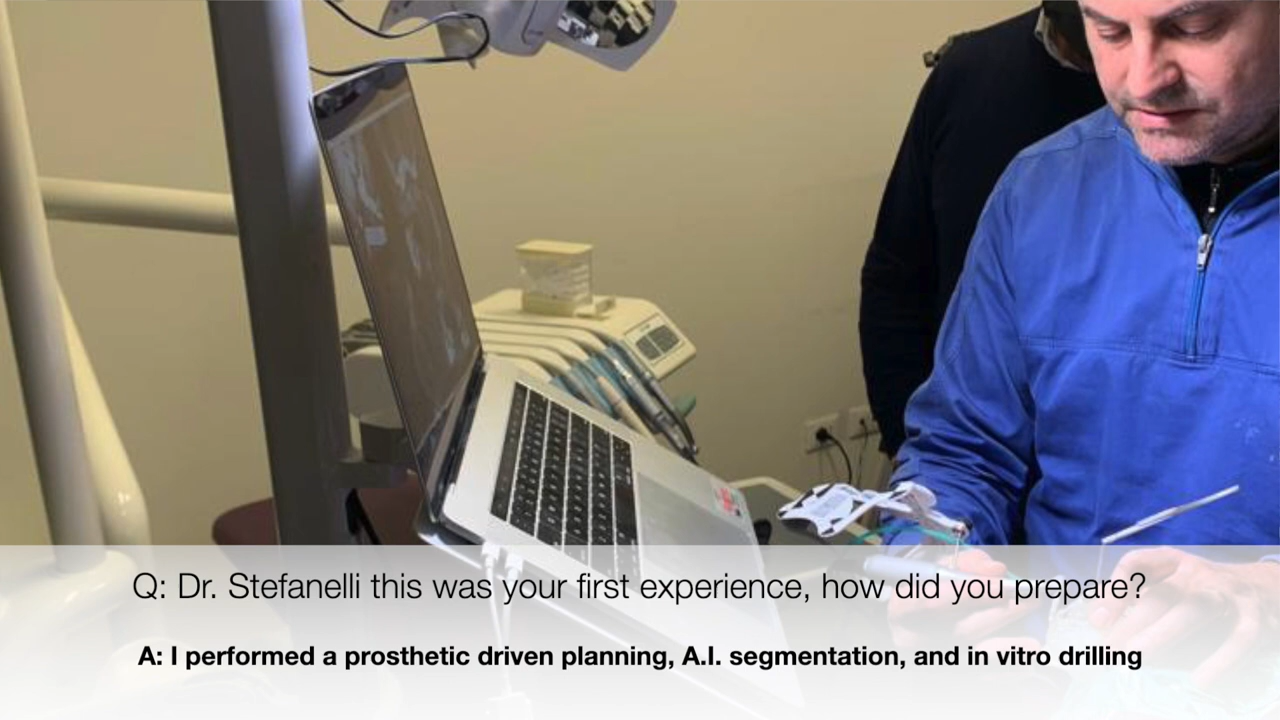 Q: Dr. Stefanelli this was your first experience, how did you prepare?
A: I performed a prosthetic driven planning, A.I. segmentation, and in vitro drilling